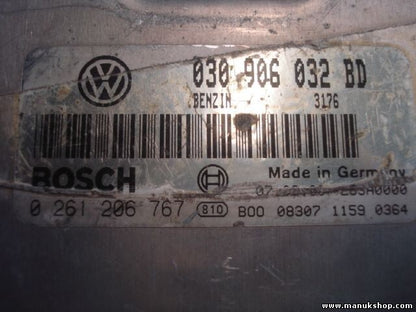 030 906 032 BD
BENZIN 3176
BOSCH Made in Germany
0 261 206 767 810 B00 08307 1159 0364
www.manukshop.com